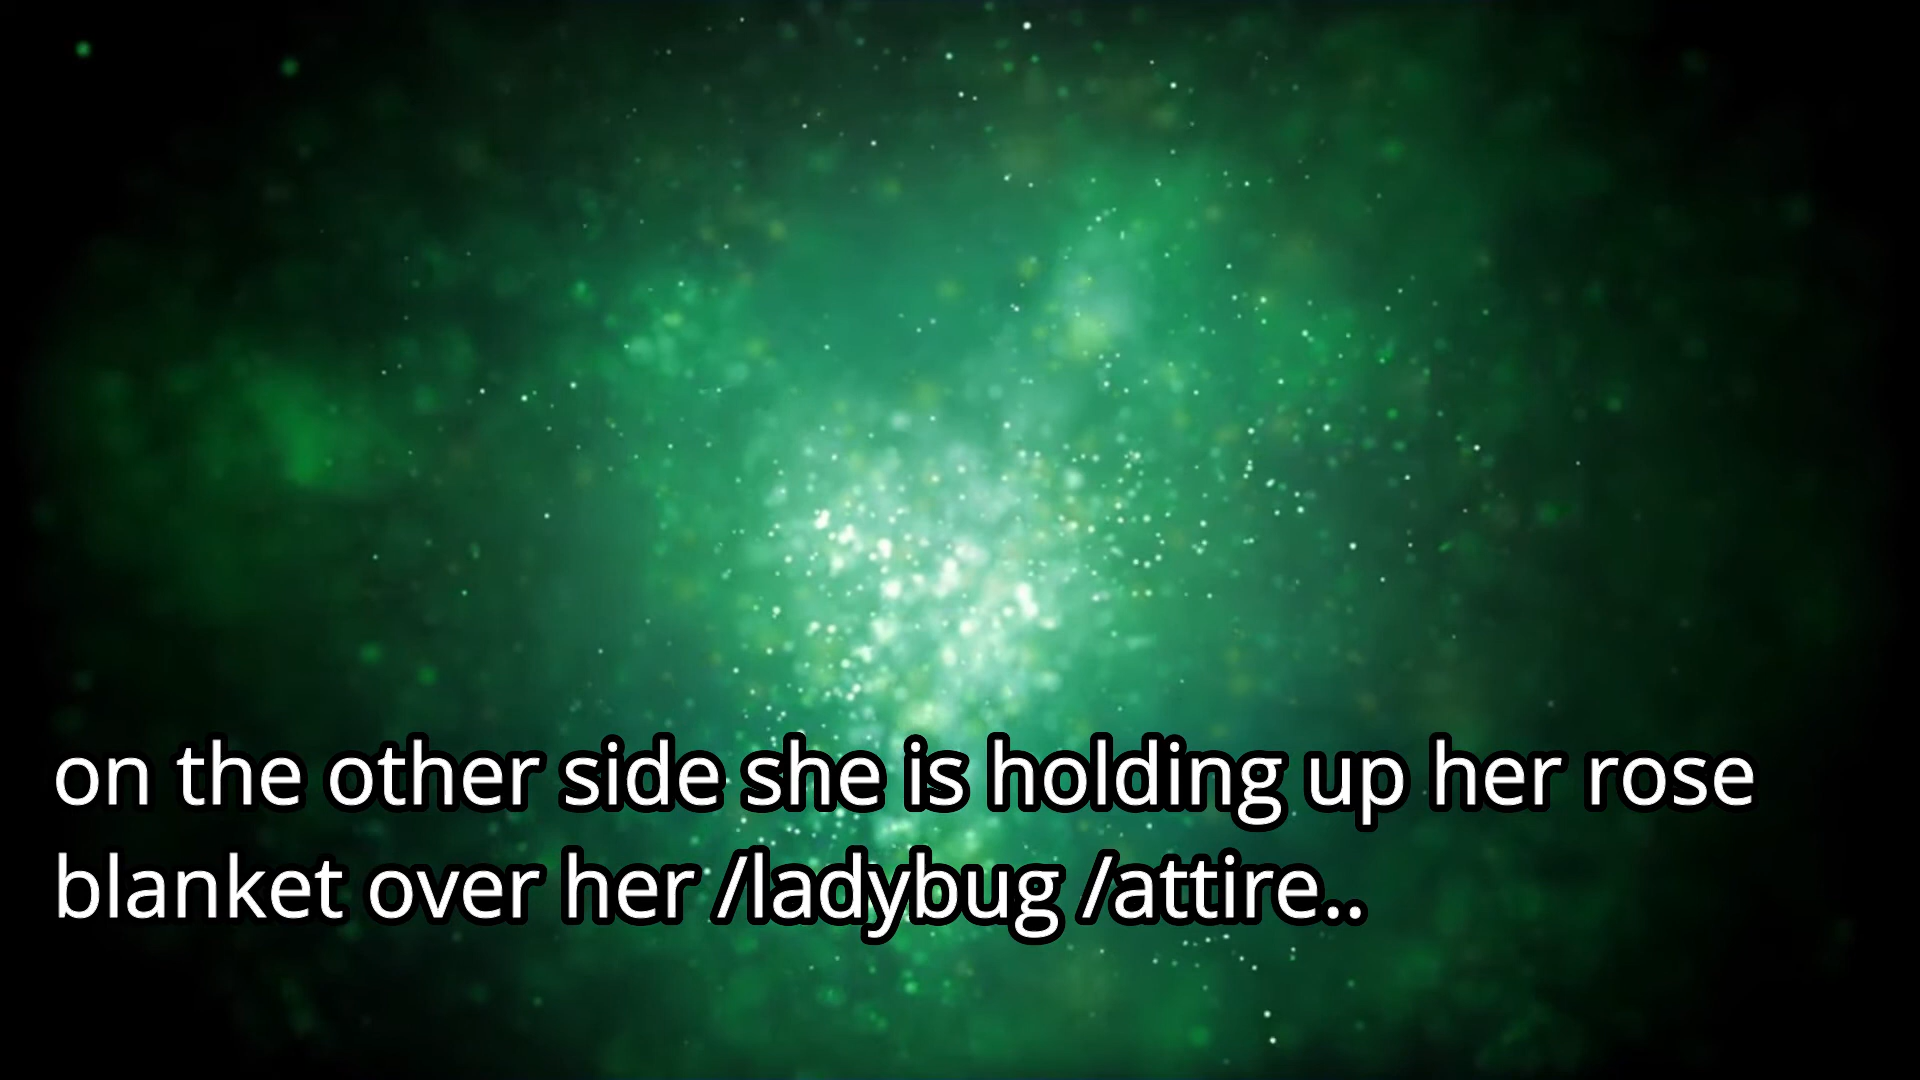 on the other side she is holding up her rose
blanket over her /ladybug /attire..